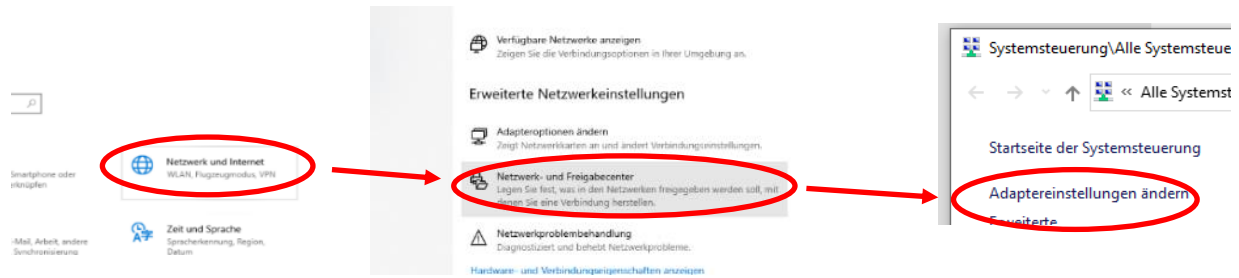 Smartphone oder
erknüpfen
-Mail, Arbeit, andere
Synchronisierung
Netzwerk und Internet
WLAN, Flugzeugmodus, VPN
Zeit und Sprache
Spracherkennung, Region,
Datum
Verfügbare Netzwerke anzeigen
Zeigen Sie die Verbindungsoptionen in Ihrer Umgebung an.
Erweiterte Netzwerkeinstellungen
Adapteroptionen ändern
Zeigt Netzwerkkarten an und ändert Verbindungseinstellungen.
Netzwerk- und Freigabecenter
Legen Sie fest, was in den Netzwerken freigegeben werden soll, mit
denen Sie eine Verbindung herstellen.
Netzwerkproblembehandlung
Diagnostiziert und behebt Netzwerkprobleme.
Hardware- und Verbindungseigenschaften anzeigen
Systemsteuerung\Alle Systemsteue
« Alle Systemst
Startseite der Systemsteuerung
Adaptereinstellungen ändern
Erweiterte